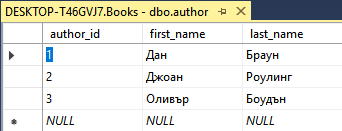 DESKTOP-T46GVJ7.Books - dbo.author
author_id first_name last_name
1 Дан Браун
2 Джоан Роулинг
3 Оливър Боудън
NULL NULL NULL